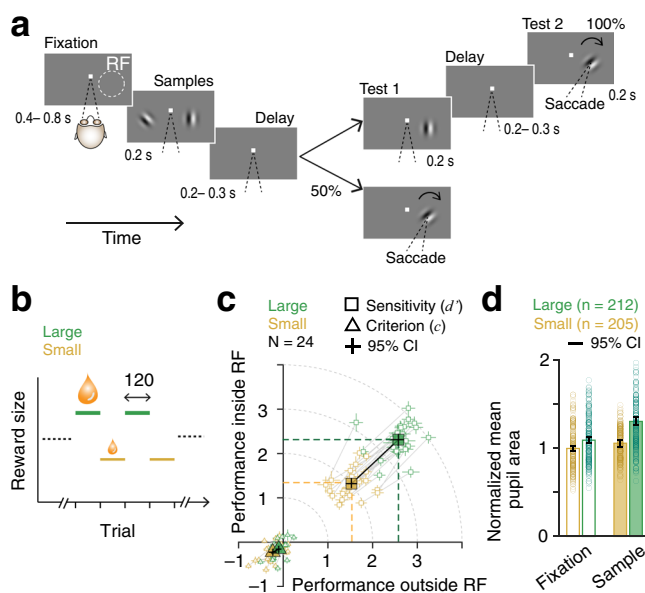 a
Fixation
RF
0.4– 0.8 s
Samples
0.2 s
Delay
0.2– 0.3 s
50%
Time
Test 1
0.2 s
Delay
0.2– 0.3 s
Test 2 100%
Saccade
0.2 s
Saccade
b
Large
Small
120
Reward size
Trial
c
Large
Small
N = 24
Sensitivity (d')
Criterion (c)
95% CI
Performance inside RF
4
3
2
1
−1
−1
1 2 3 4
Performance outside RF
d
Large (n = 212)
Small (n = 205)
95% CI
Normalized mean
pupil area
2
1
0
Fixation
Sample